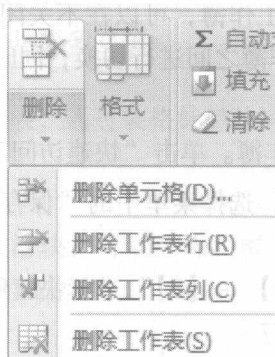 删除
格式
Σ 自动
填充
清除
删除单元格(D)...
删除工作表行(R)
删除工作表列(C)
删除工作表(S)